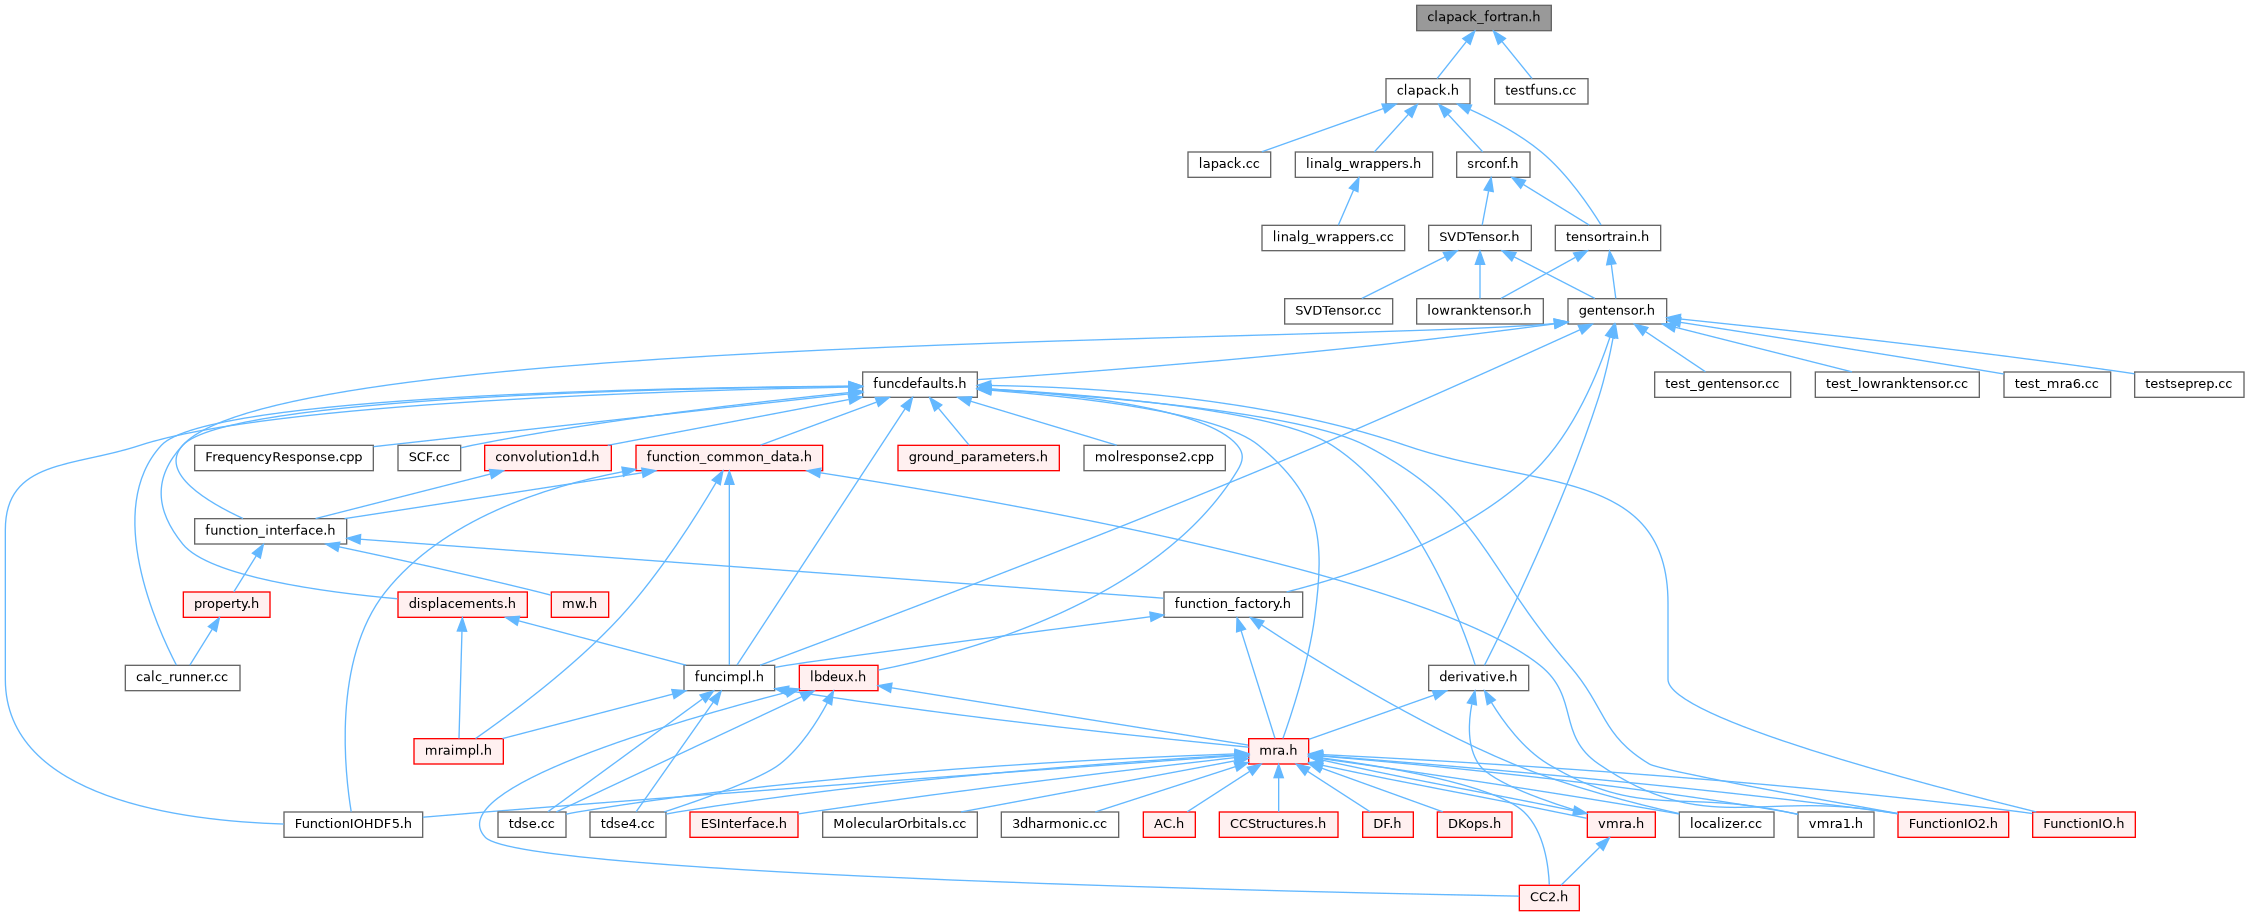 clapack_fortran.h
clapack.h
testfuns.cc
lapack.cc
linalg_wrappers.h
srconf.h
linalg_wrappers.cc
SVDTensor.h
tensortrain.h
SVDTensor.cc
lowranktensor.h
gentensor.h
funcdefaults.h
test_gentensor.cc
test_lowranktensor.cc
test_mra6.cc
testseprep.cc
FrequencyResponse.cpp
SCF.cc
convolution1d.h
function_common_data.h
ground_parameters.h
molresponse2.cpp
function_interface.h
property.h
displacements.h
mw.h
function_factory.h
calc_runner.cc
funcimpl.h
lbdeux.h
derivative.h
mraimpl.h
mra.h
FunctionIOHDF5.h
tdse.cc
tdse4.cc
ESInterface.h
MolecularOrbitals.cc
3dharmonic.cc
AC.h
CCStructures.h
DF.h
DKops.h
vmra.h
localizer.cc
vmra1.h
FunctionIO2.h
FunctionIO.h
CC2.h